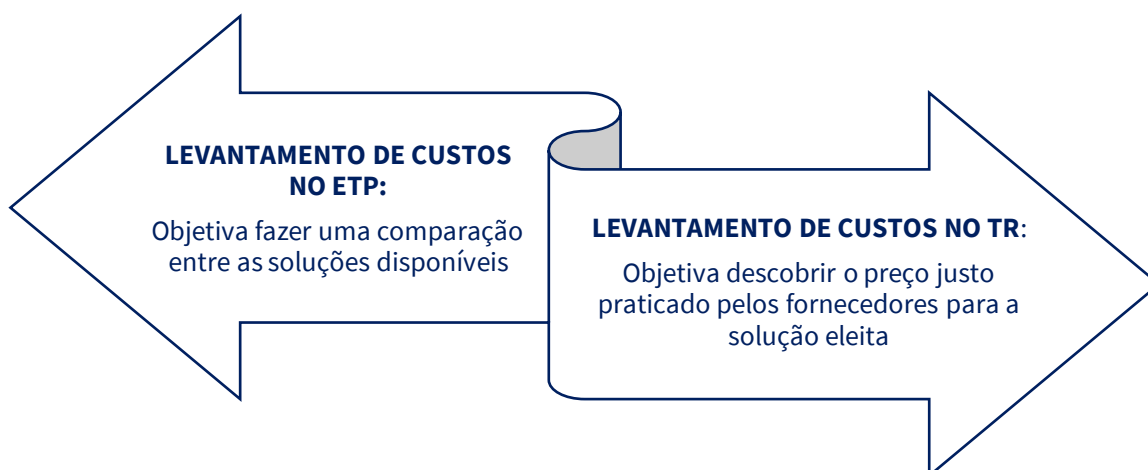 LEVANTAMENTO DE CUSTOS
NO ETP:
Objetiva fazer uma comparação
entre as soluções disponíveis
LEVANTAMENTO DE CUSTOS NO TR:
Objetiva descobrir o preço justo
praticado pelos fornecedores para a
solução eleita